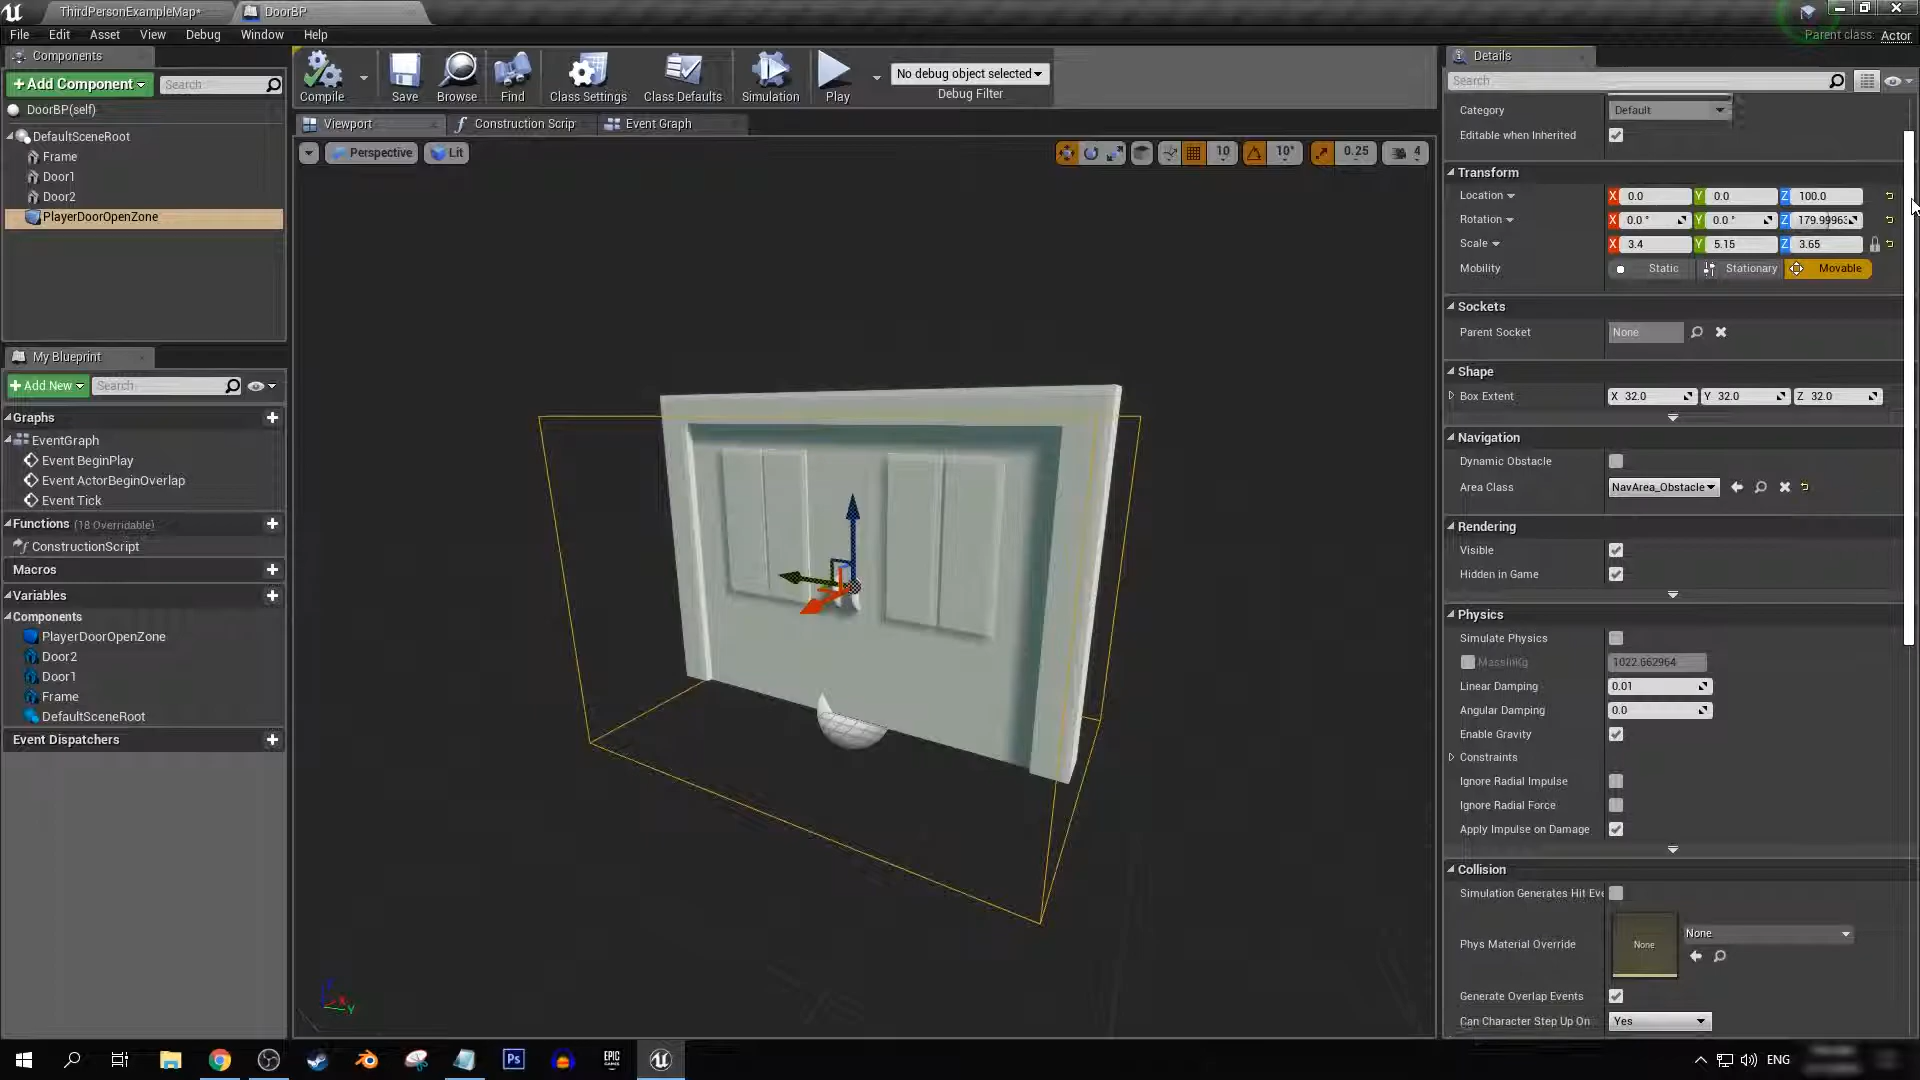 ThirdPersonExampleMap*
DoorBP
File Edit Asset View Debug Window Help
Parent class: Actor
Components
+ Add Component
Search
DoorBP(self)
DefaultSceneRoot
Frame
Door1
Door2
PlayerDoorOpenZone
My Blueprint
+ Add New
Search
Graphs
EventGraph
Event BeginPlay
Event ActorBeginOverlap
Event Tick
Functions (18 Overridable)
ConstructionScript
Macros
Variables
Components
PlayerDoorOpenZone
Door2
Door1
Frame
DefaultSceneRoot
Event Dispatchers
Compile Save Browse Find Class Settings Class Defaults Simulation Play
No debug object selected
Debug Filter
Viewport
Construction Scrip
Event Graph
Perspective
Lit
10 10° 0.25 4
Details
Search
Category Default
Editable when Inherited
Transform
Location X 0.0 Y 0.0 Z 100.0
Rotation X 0.0 ° Y 0.0 ° Z 179.9996
Scale X 3.4 Y 5.15 Z 3.65
Mobility Static Stationary Movable
Sockets
Parent Socket None
Shape
Box Extent X 32.0 Y 32.0 Z 32.0
Navigation
Dynamic Obstacle
Area Class NavArea_Obstacle
Rendering
Visible
Hidden in Game
Physics
Simulate Physics
MassInKg 1022.662964
Linear Damping 0.01
Angular Damping 0.0
Enable Gravity
Constraints
Ignore Radial Impulse
Ignore Radial Force
Apply Impulse on Damage
Collision
Simulation Generates Hit Eve
Phys Material Override None None
Generate Overlap Events
Can Character Step Up On Yes
X Y
Ps
EPIC
GAMES
ENG